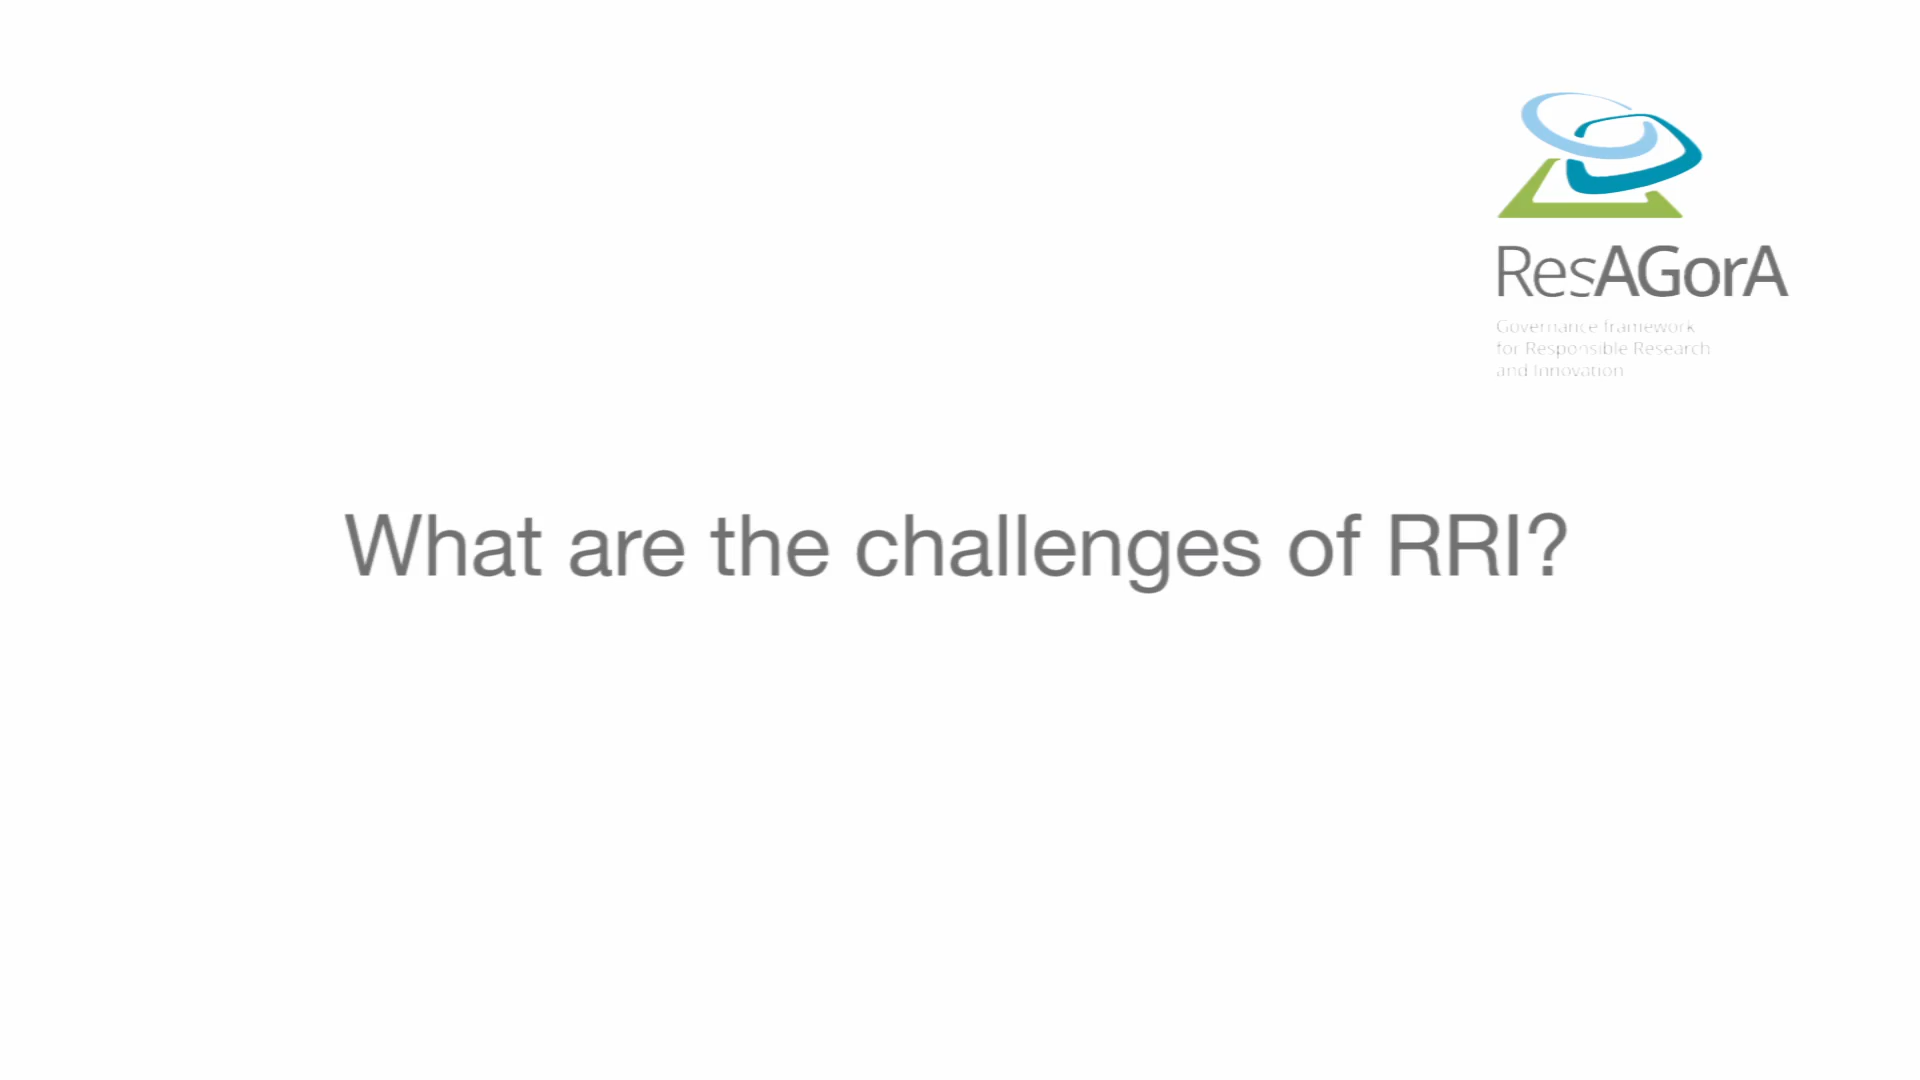 ResAGorA
Governance framework
for Responsible Research
and Innovation
What are the challenges of RRI?